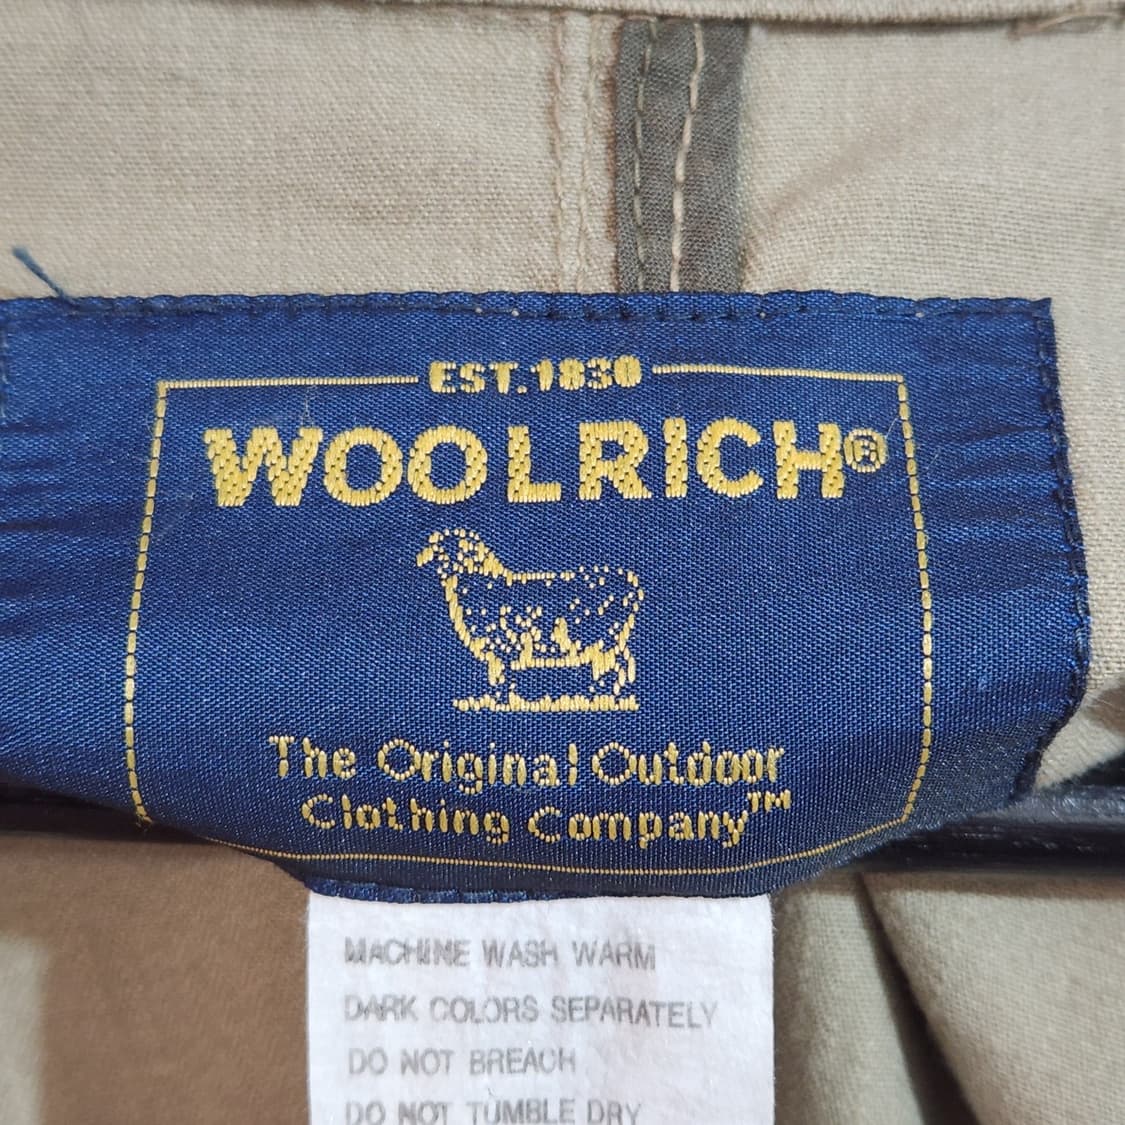 EST. 1830
WOOLRICH®
The Original Outdoor
Clothing Company™
MACHINE WASH WARM
DARK COLORS SEPARATELY
DO NOT BREACH
DO NOT TUMBLE DRY